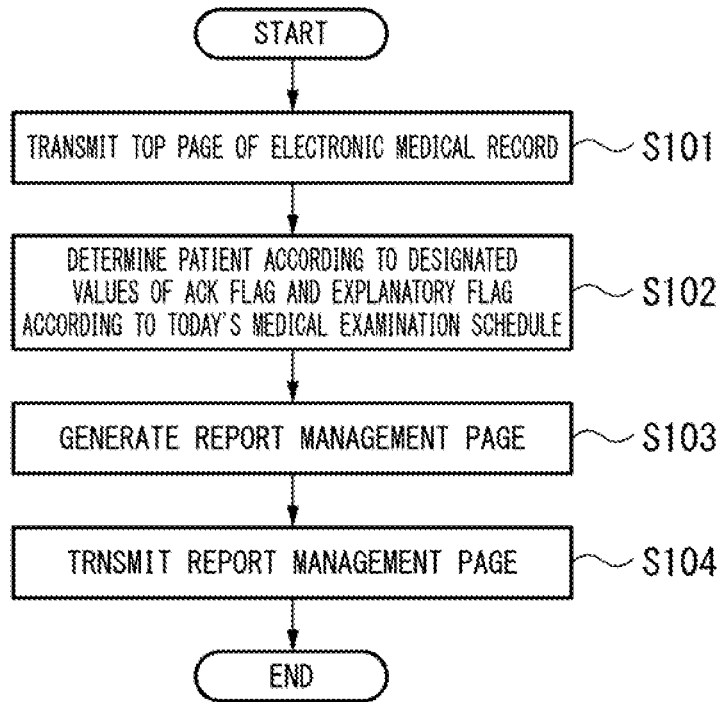 START
TRANSMIT TOP PAGE OF ELECTRONIC MEDICAL RECORD
S101
DETERMINE PATIENT ACCORDING TO DESIGNATED
VALUES OF ACK FLAG AND EXPLANATORY FLAG
ACCORDING TO TODAY'S MEDICAL EXAMINATION SCHEDULE
S102
GENERATE REPORT MANAGEMENT PAGE
S103
TRNSMIT REPORT MANAGEMENT PAGE
S104
END